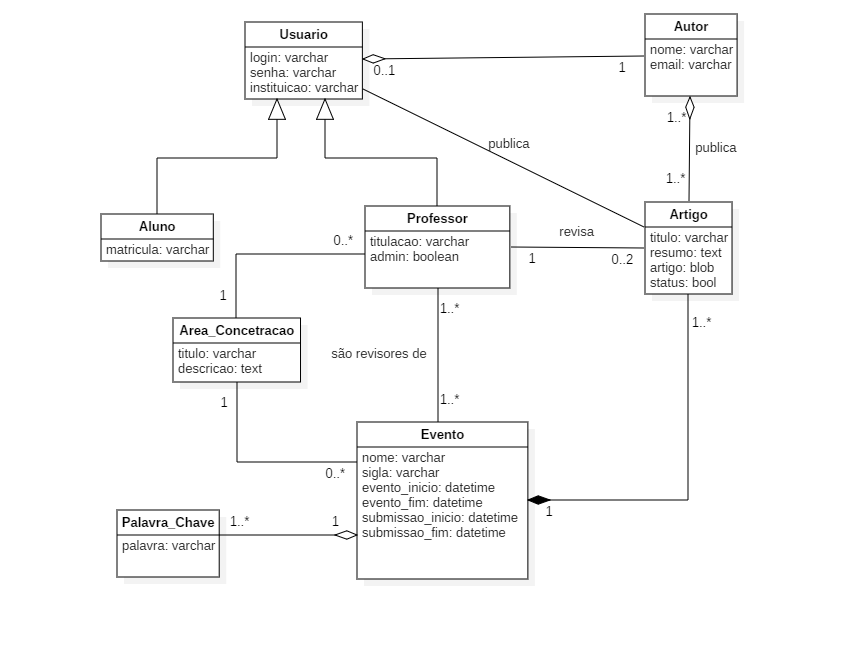 Usuario
login: varchar
senha: varchar
instituicao: varchar
0..1
1
Autor
nome: varchar
email: varchar
1..*
publica
1..*
publica
Aluno
matricula: varchar
Professor
titulacao: varchar
admin: boolean
revisa
1
0..2
Artigo
titulo: varchar
resumo: text
artigo: blob
status: bool
0..*
1
Area_Concetracao
titulo: varchar
descricao: text
1
0..*
1..*
são revisores de
1..*
1..*
1
Evento
nome: varchar
sigla: varchar
evento_inicio: datetime
evento_fim: datetime
submissao_inicio: datetime
submissao_fim: datetime
Palavra_Chave
palavra: varchar
1..*
1